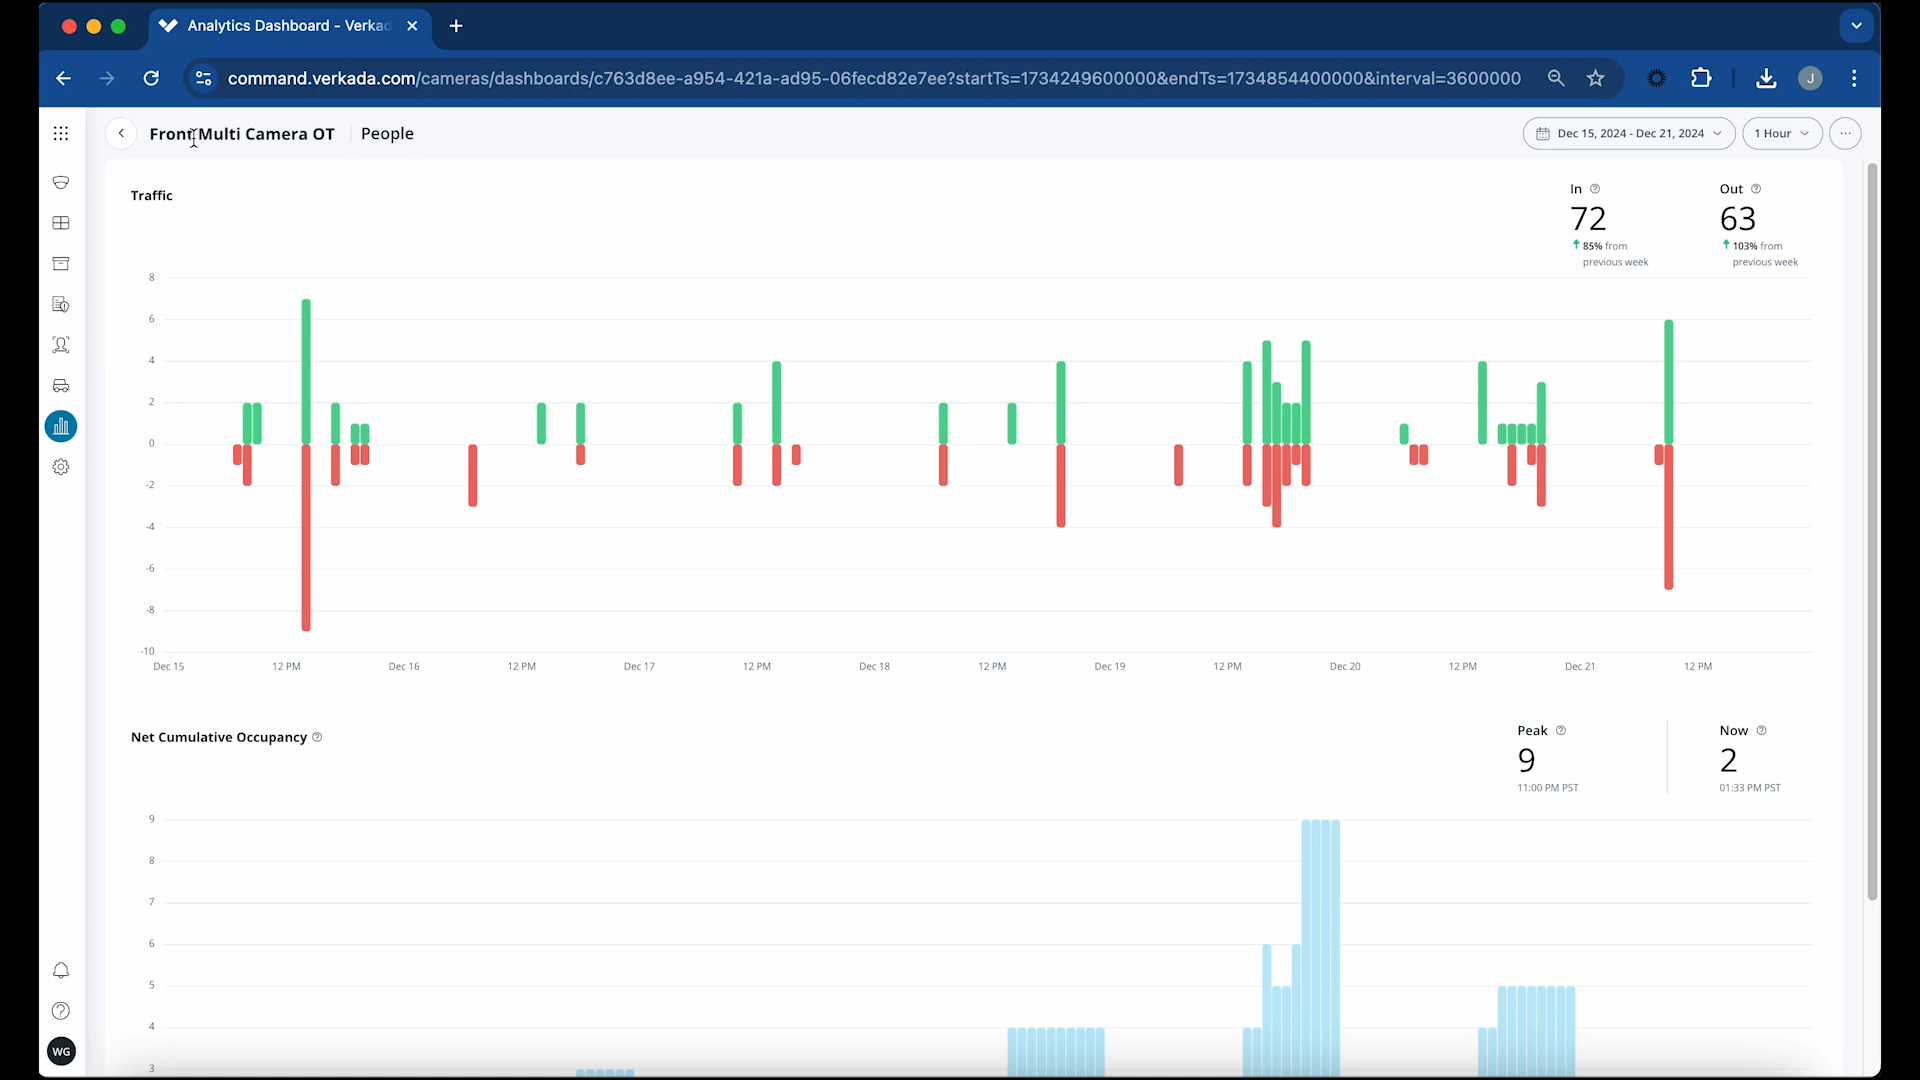 Analytics Dashboard - Verka
command.verkada.com/cameras/dashboards/c763d8ee-a954-421a-ad95-06fecd82e7ee?startTs=1734249600000&endTs=1734854400000&interval=3600000
J
Front Multi Camera OT People
Dec 15, 2024 - Dec 21, 2024
1 Hour
Traffic
In Out
72 63
85% from previous week
103% from previous week
8
6
4
2
0
-2
-4
-6
-8
-10
Dec 15 12 PM Dec 16 12 PM Dec 17 12 PM Dec 18 12 PM Dec 19 12 PM Dec 20 12 PM Dec 21 12 PM
Net Cumulative Occupancy
Peak Now
9 2
11:00 PM PST 01:33 PM PST
9
8
7
6
5
4
3
WG